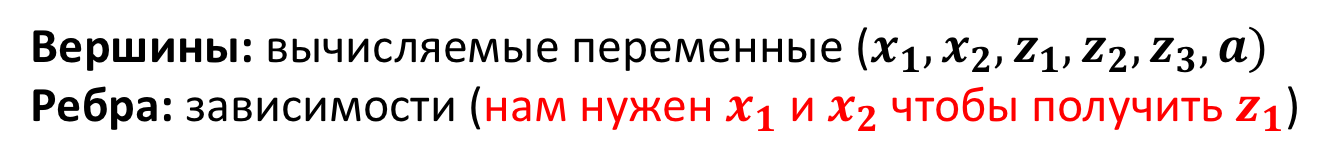 Вершины: вычисляемые переменные (x₁, x₂, z₁, z₂, z₃, a)
Ребра: зависимости (нам нужен x₁ и x₂ чтобы получить z₁)